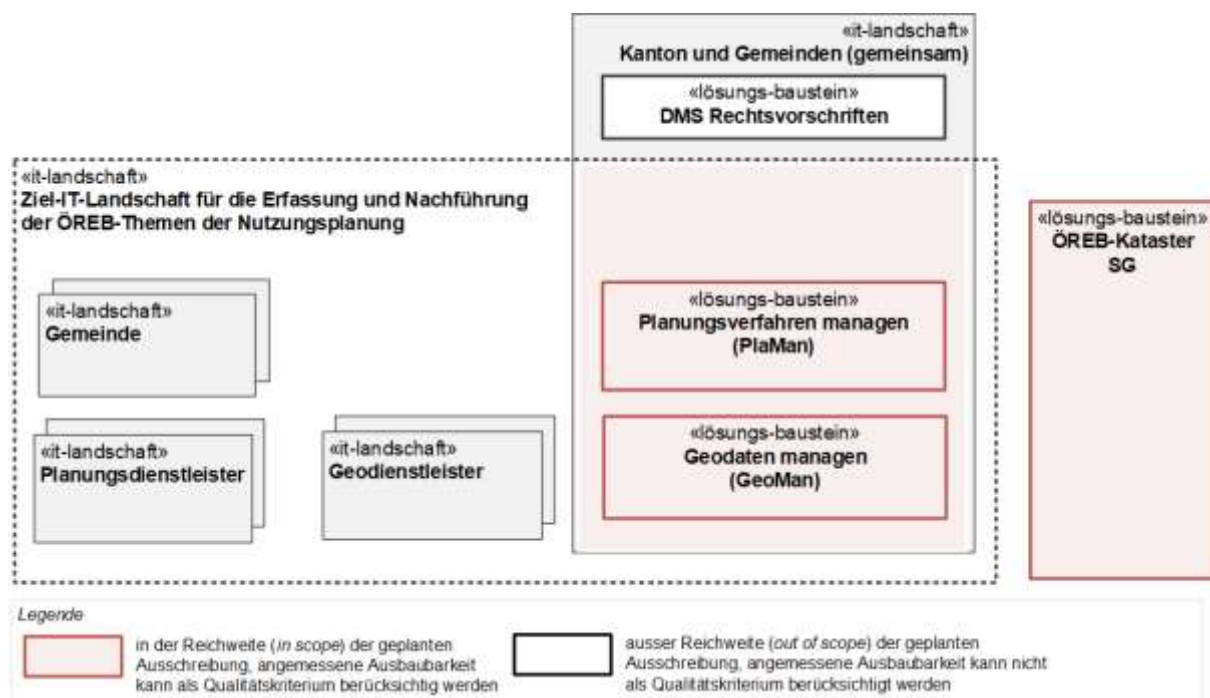 «it-landschaft»
Kanton und Gemeinden (gemeinsam)
«lösungs-baustein»
DMS Rechtsvorschriften
«it-landschaft»
Ziel-IT-Landschaft für die Erfassung und Nachführung
der ÖREB-Themen der Nutzungsplanung
«lösungs-baustein»
ÖREB-Kataster
SG
«it-landschaft»
Gemeinde
«lösungs-baustein»
Planungsverfahren managen
(PlaMan)
«it-landschaft»
Planungsdienstleister
«it-landschaft»
Geodienstleister
«lösungs-baustein»
Geodaten managen
(GeoMan)
Legende
in der Reichweite (in scope) der geplanten
Ausschreibung, angemessene Ausbaubarkeit
kann als Qualitätskriterium berücksichtig werden
ausser Reichweite (out of scope) der geplanten
Ausschreibung, angemessene Ausbaubarkeit kann nicht
als Qualitätskriterium berücksichtigt werden